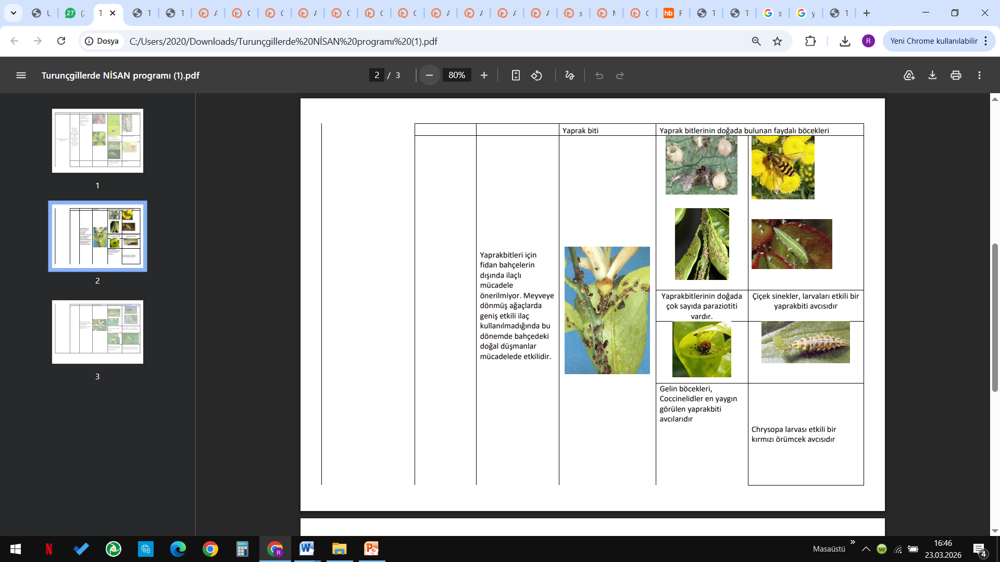 27
T
Dosya
C:/Users/2020/Downloads/Turunçgillerde%20NİSAN%20programı%20(1).pdf
R
Yeni Chrome kullanılabilir
Turunçgillerde NİSAN programı (1).pdf
2 / 3
80%
1
2
3
Yaprak biti
Yaprak bitlerinin doğada bulunan faydalı böcekleri
Yaprakbitleri için
fidan bahçelerin
dışında ilaçlı
mücadele
önerilmiyor. Meyveye
dönmüş ağaçlarda
geniş etkili ilaç
kullanılmadığında bu
dönemde bahçedeki
doğal düşmanlar
mücadelede etkilidir.
Yaprakbitlerinin doğada
çok sayıda paraziotiti
vardır.
Çiçek sinekler, larvaları etkili bir
yaprakbiti avcısıdır
Gelin böcekleri,
Coccinelidler en yaygın
görülen yaprakbiti
avcılarıdır
Chrysopa larvası etkili bir
kırmızı örümcek avcısıdır
Masaüstü
16:46
23.03.2026
4